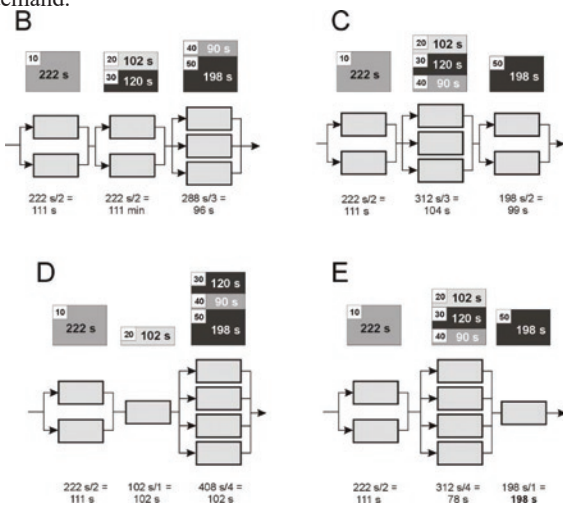 emand.
B
C
10
222 s
20 102 s
30 120 s
40 90 s
50
198 s
10
222 s
20 102 s
30 120 s
40 90 s
50
198 s
222 s/2 =
111 s
222 s/2 =
111 min
288 s/3 =
96 s
222 s/2 =
111 s
312 s/3 =
104 s
198 s/2 =
99 s
D
E
10
222 s
20 102 s
30 120 s
40 90 s
50
198 s
10
222 s
20 102 s
30 120 s
40 90 s
50
198 s
222 s/2 =
111 s
102 s/1 =
102 s
408 s/4 =
102 s
222 s/2 =
111 s
312 s/4 =
78 s
198 s/1 =
198 s